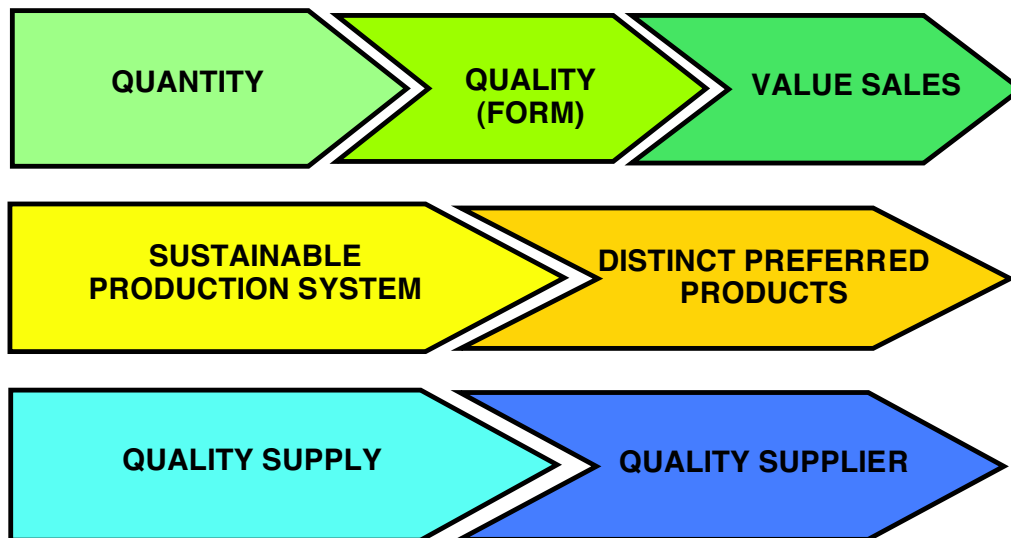 QUANTITY
QUALITY
(FORM)
VALUE SALES
SUSTAINABLE
PRODUCTION SYSTEM
DISTINCT PREFERRED
PRODUCTS
QUALITY SUPPLY
QUALITY SUPPLIER